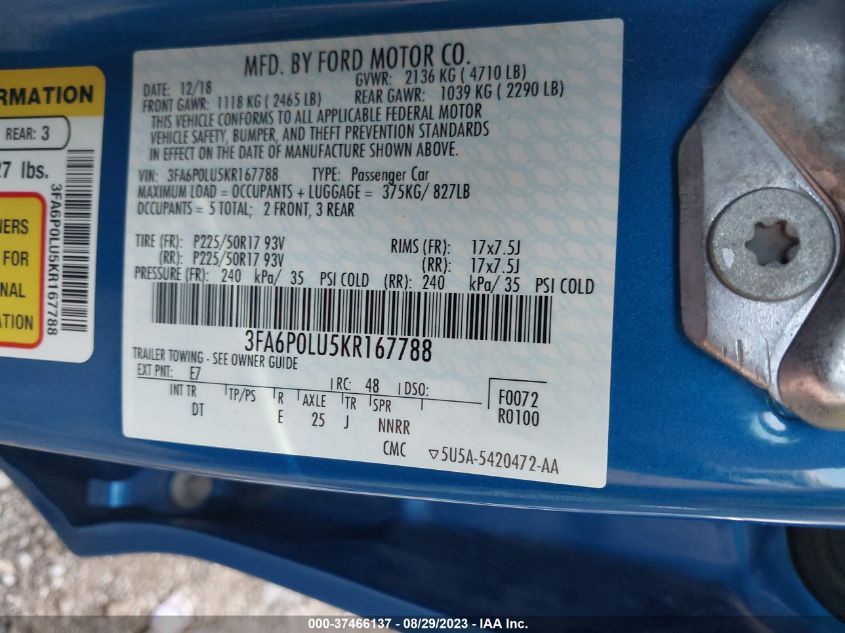 MFD. BY FORD MOTOR CO.
DATE: 12/18
GVWR: 2136 KG ( 4710 LB)
FRONT GAWR: 1118 KG ( 2465 LB)
REAR GAWR: 1039 KG ( 2290 LB)
THIS VEHICLE CONFORMS TO ALL APPLICABLE FEDERAL MOTOR
VEHICLE SAFETY, BUMPER, AND THEFT PREVENTION STANDARDS
IN EFFECT ON THE DATE OF MANUFACTURE SHOWN ABOVE.
VIN: 3FA6P0LU5KR167788 TYPE: Passenger Car
MAXIMUM LOAD = OCCUPANTS + LUGGAGE = 375KG/ 827LB
OCCUPANTS = 5 TOTAL; 2 FRONT, 3 REAR
TIRE (FR): P225/50R17 93V RIMS (FR): 17x7.5J
(RR): P225/50R17 93V (RR): 17x7.5J
PRESSURE (FR): 240 kPa/ 35 PSI COLD (RR): 240 kPa/ 35 PSI COLD
3FA6P0LU5KR167788
TRAILER TOWING - SEE OWNER GUIDE
EXT PNT: E7 RC: 48 DSO:
INT TR TP/PS R AXLE TR SPR
DT E 25 J NNRR
F0072
R0100
CMC ▽5U5A-5420472-AA
ORMATION
REAR: 3
27 lbs.
NERS
FOR
NAL
ATION
3FA6P0LU5KR167788
000-37466137 - 08/29/2023 - IAA Inc.